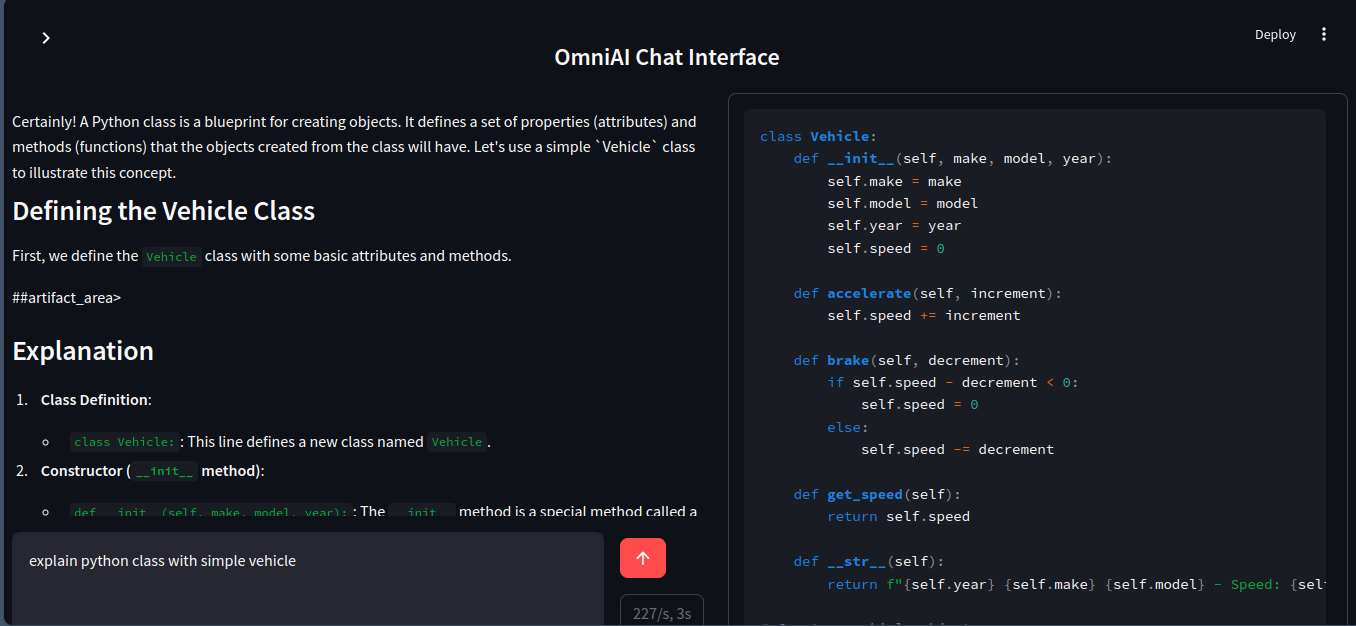 Deploy
OmniAI Chat Interface
Certainly! A Python class is a blueprint for creating objects. It defines a set of properties (attributes) and
methods (functions) that the objects created from the class will have. Let's use a simple `Vehicle` class
to illustrate this concept.
Defining the Vehicle Class
First, we define the Vehicle class with some basic attributes and methods.
##artifact_area>
Explanation
1. Class Definition:
class Vehicle: : This line defines a new class named Vehicle .
2. Constructor ( __init__ method):
def __init__(self, make, model, year): : The __init__ method is a special method called a
explain python class with simple vehicle
227/s, 3s
class Vehicle:
    def __init__(self, make, model, year):
        self.make = make
        self.model = model
        self.year = year
        self.speed = 0
    def accelerate(self, increment):
        self.speed += increment
    def brake(self, decrement):
        if self.speed - decrement < 0:
            self.speed = 0
        else:
            self.speed -= decrement
    def get_speed(self):
        return self.speed
    def __str__(self):
        return f"{self.year} {self.make} {self.model} - Speed: {sel